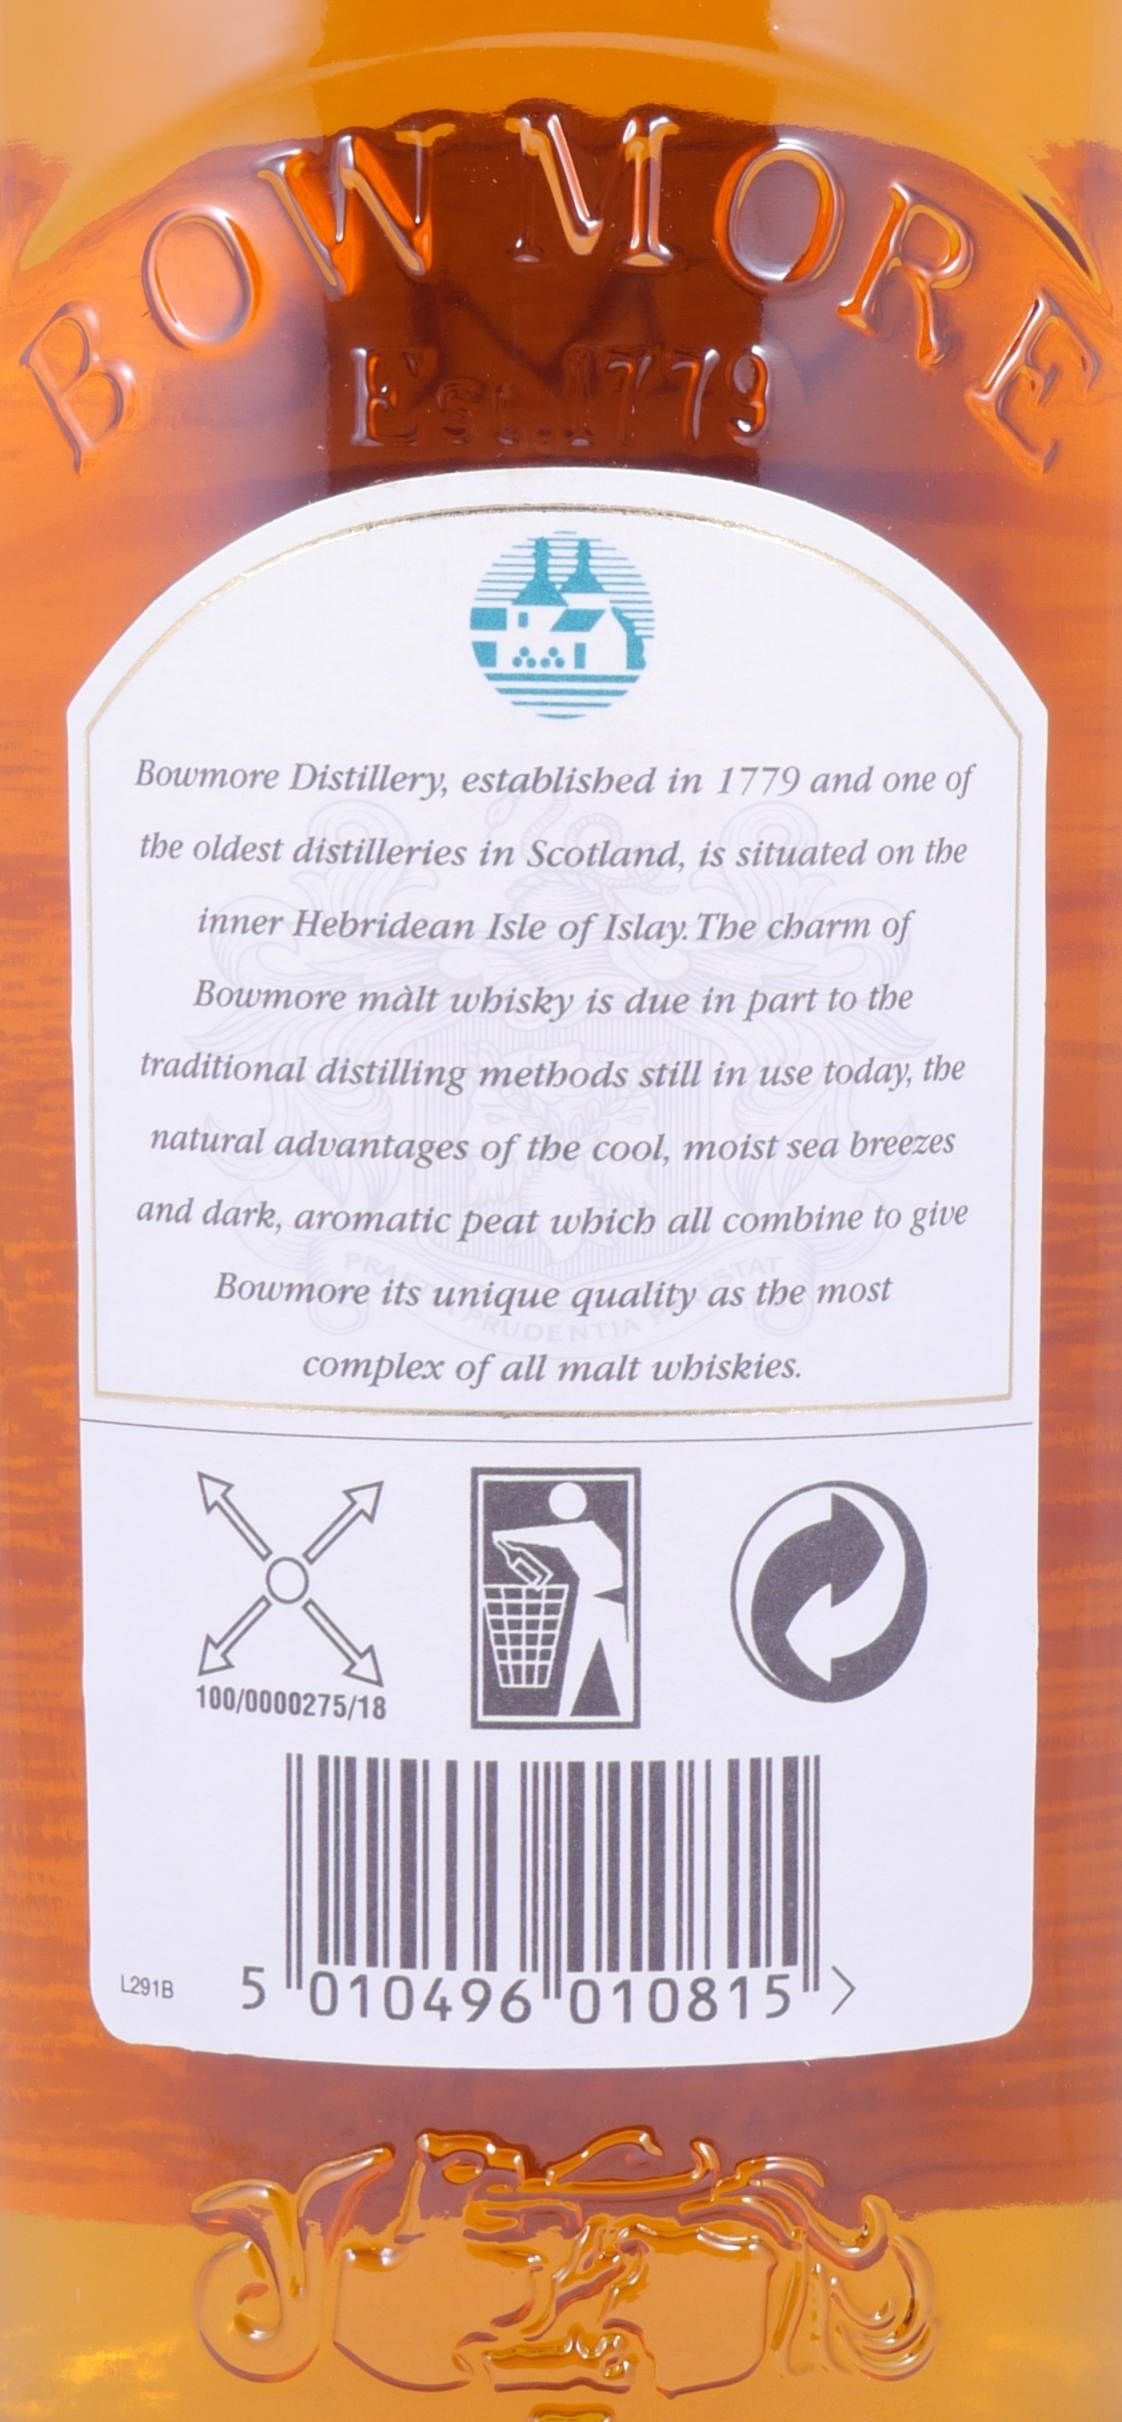 BOWMORE
Est. 1779
Bowmore Distillery, established in 1779 and one of
the oldest distilleries in Scotland, is situated on the
inner Hebridean Isle of Islay. The charm of
Bowmore màlt whisky is due in part to the
traditional distilling methods still in use today, the
natural advantages of the cool, moist sea breezes
and dark, aromatic peat which all combine to give
Bowmore its unique quality as the most
complex of all malt whiskies.
PRUDENTIA
100/0000275/18
L291B
5 010496 010815 >